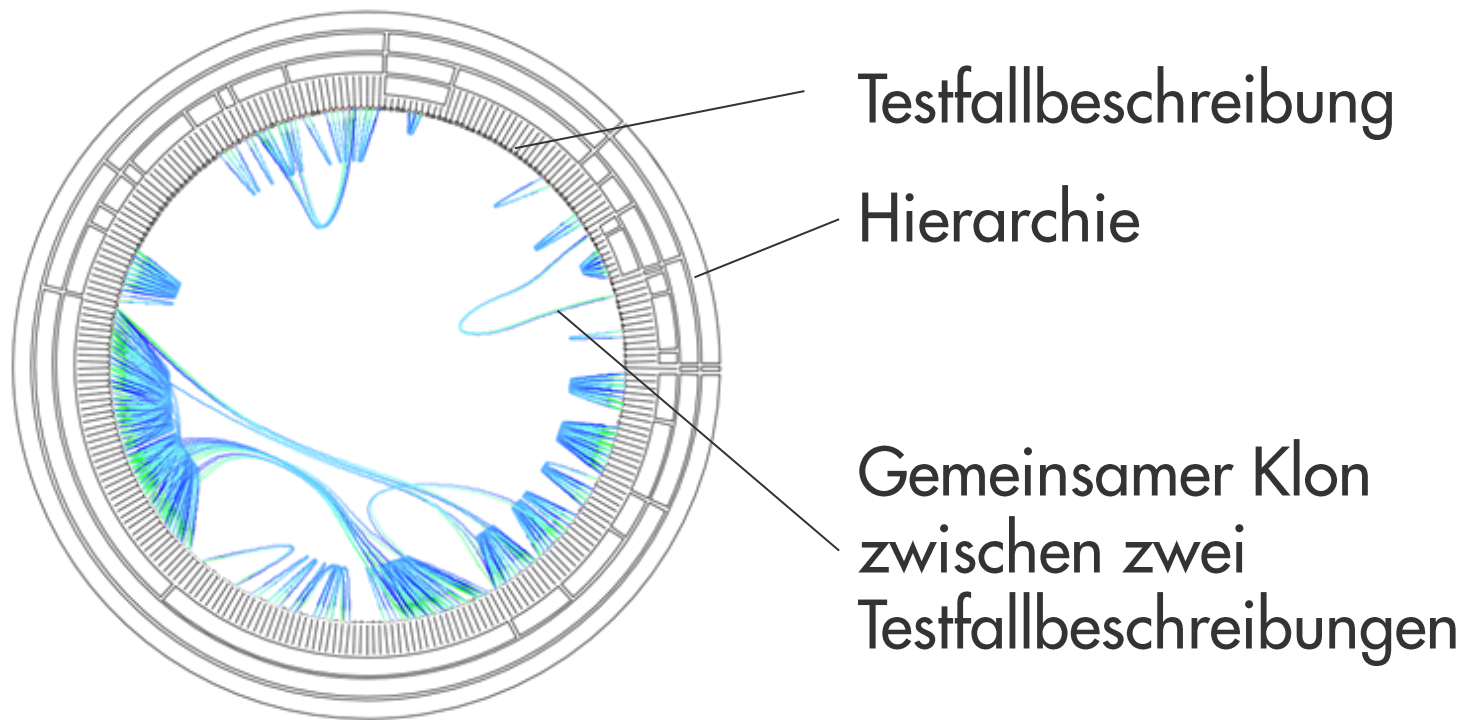 Testfallbeschreibung
Hierarchie
Gemeinsamer Klon
zwischen zwei
Testfallbeschreibungen